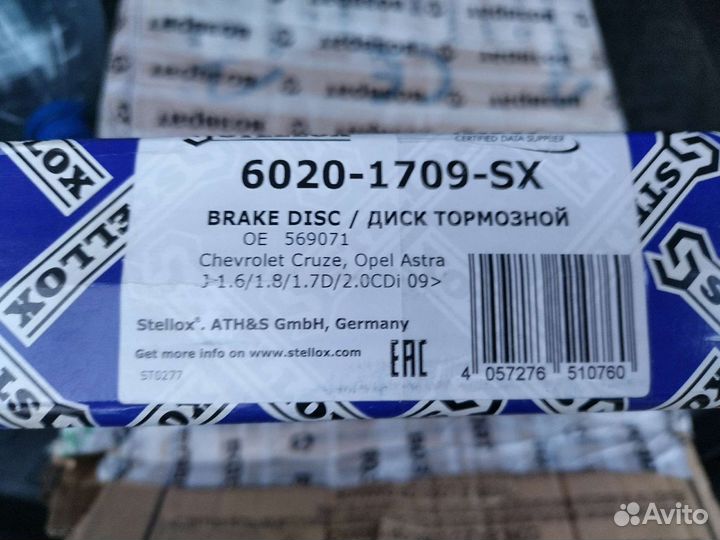 STELLOX
CERTIFIED DATA SUPPLIER
6020-1709-SX
BRAKE DISC / ДИСК ТОРМОЗНОЙ
OE 569071
Chevrolet Cruze, Opel Astra
J 1.6/1.8/1.7D/2.0CDi 09>
Stellox®. ATH&S GmbH, Germany
Get more info on www.stellox.com
ST0277
EAC
4 057276 510760
STELLOX
STELLOX
Avito